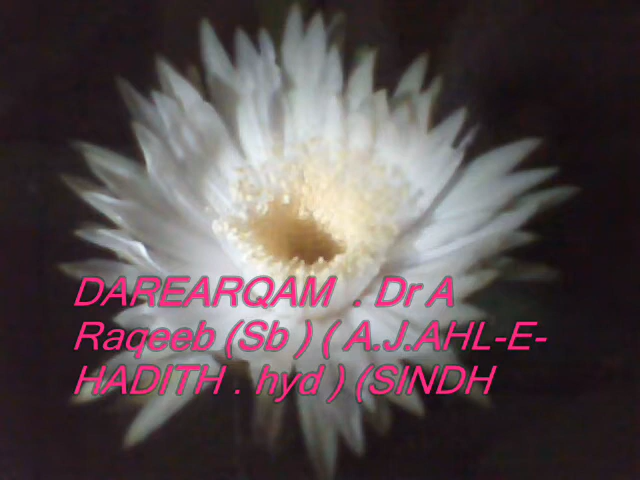 DAREARQAM . Dr A
Raqeeb (Sb ) ( A.J.AHL-E-
HADITH . hyd ) (SINDH